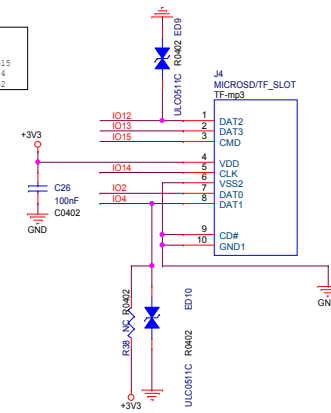 ED9
R0402
ULC0511C
J4
MICROSD/TF_SLOT
TF-mp3
015
4
02
IO12 1 DAT2
IO13 2 DAT3
IO15 3 CMD
+3V3
4 VDD
IO14 5 CLK
6 VSS2
IO2 7 DAT0
IO4 8 DAT1
C26
100nF
C0402
GND
9 CD#
10 GND1
R38 NC R0402
ED10
ULC0511C R0402
+3V3
GN